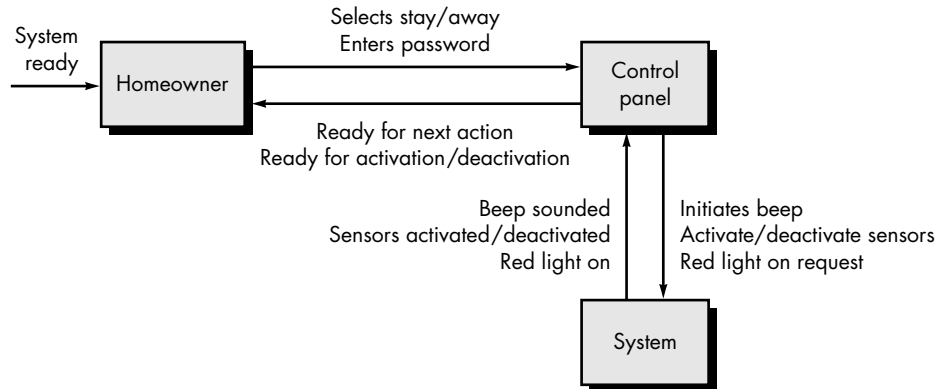 Selects stay/away
Enters password
System
ready
Homeowner
Control
panel
Ready for next action
Ready for activation/deactivation
Beep sounded
Sensors activated/deactivated
Red light on
Initiates beep
Activate/deactivate sensors
Red light on request
System